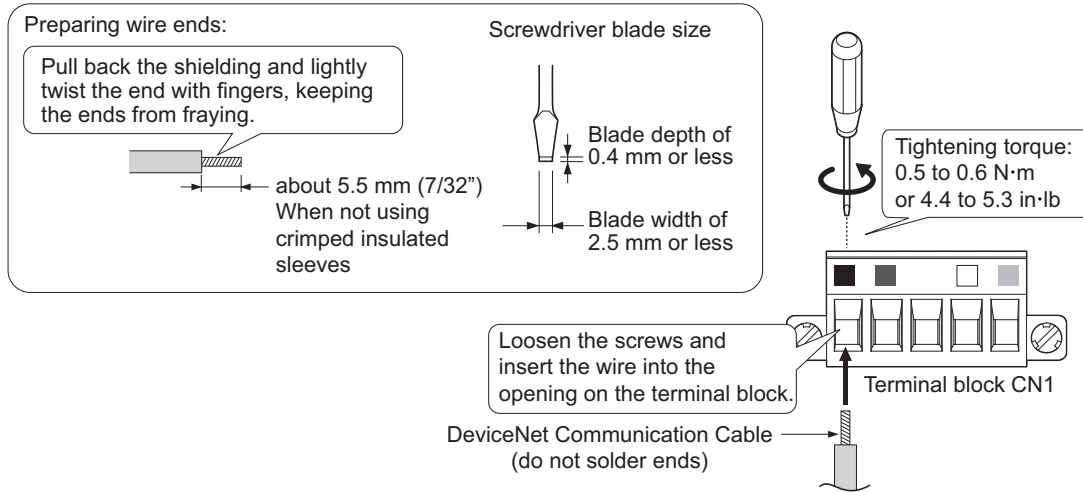 Preparing wire ends:
Pull back the shielding and lightly
twist the end with fingers, keeping
the ends from fraying.
about 5.5 mm (7/32”)
When not using
crimped insulated
sleeves
Screwdriver blade size
Blade depth of
0.4 mm or less
Blade width of
2.5 mm or less
Tightening torque:
0.5 to 0.6 N·m
or 4.4 to 5.3 in·lb
Loosen the screws and
insert the wire into the
opening on the terminal block.
Terminal block CN1
DeviceNet Communication Cable
(do not solder ends)